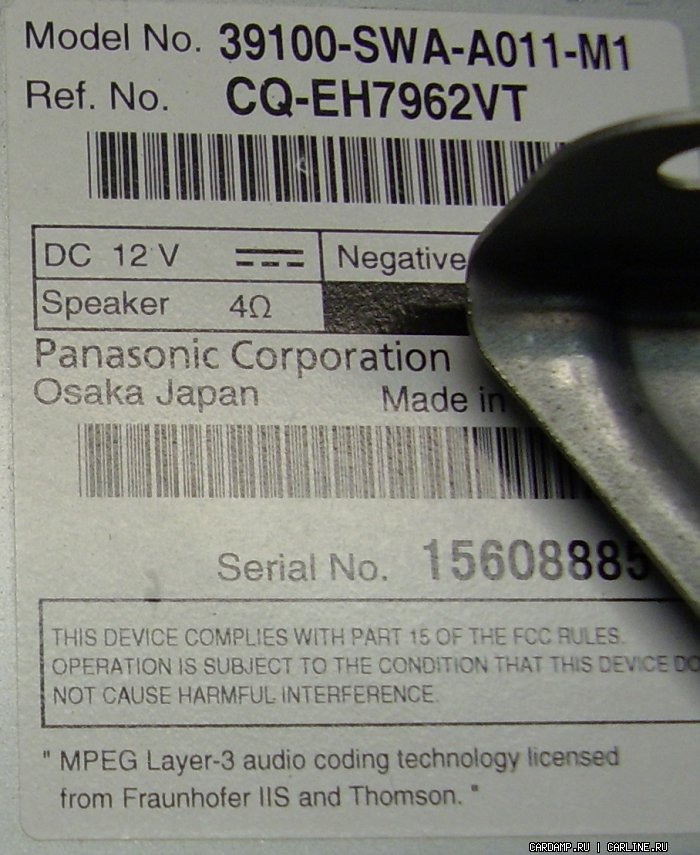 Model No. 39100-SWA-A011-M1
Ref. No. CQ-EH7962VT
DC 12 V
Negative
Speaker 4Ω
Panasonic Corporation
Osaka Japan Made in
Serial No. 15608885
THIS DEVICE COMPLIES WITH PART 15 OF THE FCC RULES.
OPERATION IS SUBJECT TO THE CONDITION THAT THIS DEVICE DO
NOT CAUSE HARMFUL INTERFERENCE.
" MPEG Layer-3 audio coding technology licensed
from Fraunhofer IIS and Thomson. "
CARDAMP.RU | CARLINE.RU